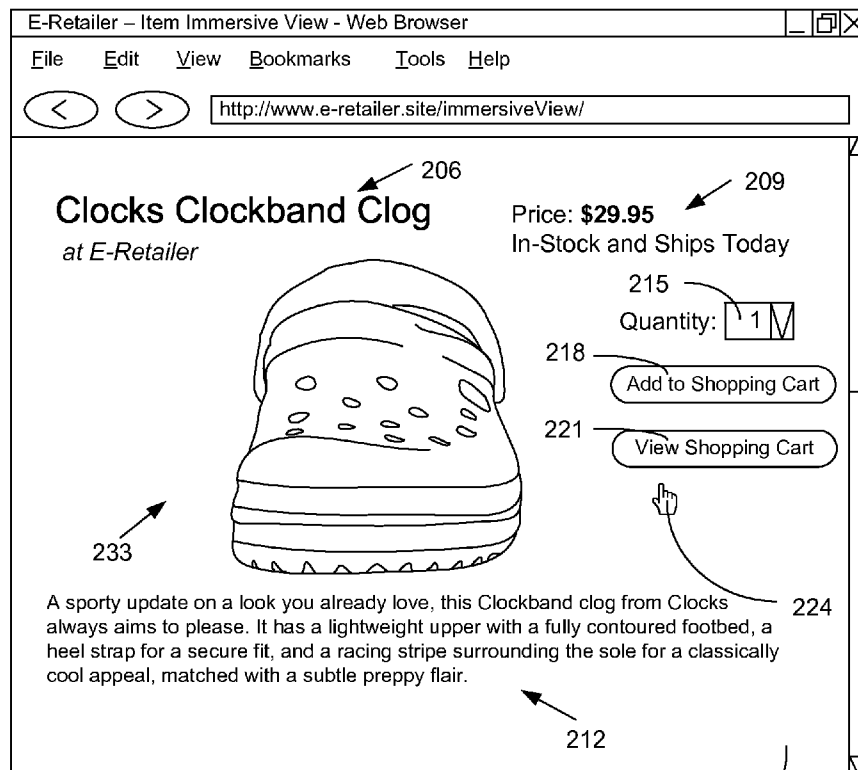 E-Retailer – Item Immersive View - Web Browser
File Edit View Bookmarks Tools Help
< > http://www.e-retailer.site/immersiveView/
206
209
Clocks Clockband Clog
Price: $29.95
at E-Retailer
In-Stock and Ships Today
215
Quantity: 1
218
Add to Shopping Cart
221
View Shopping Cart
233
224
A sporty update on a look you already love, this Clockband clog from Clocks
always aims to please. It has a lightweight upper with a fully contoured footbed, a
heel strap for a secure fit, and a racing stripe surrounding the sole for a classically
cool appeal, matched with a subtle preppy flair.
212